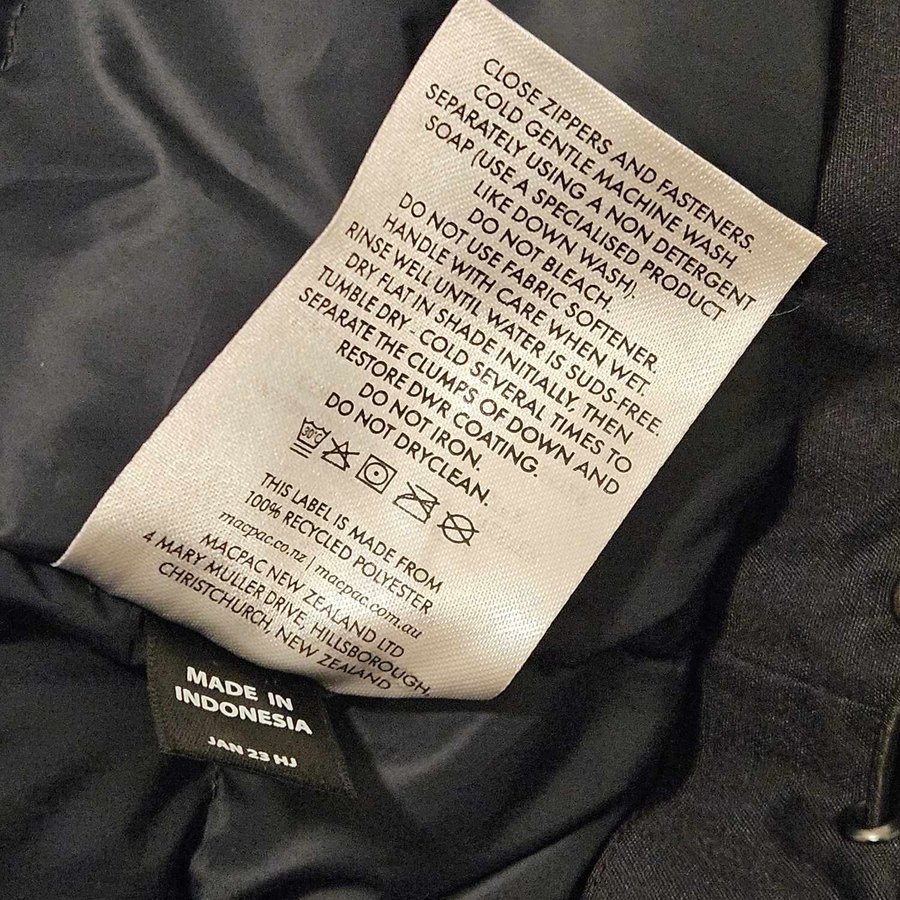 CLOSE ZIPPERS AND FASTENERS.
COLD GENTLE MACHINE WASH
SEPARATELY USING A NON DETERGENT
SOAP (USE A SPECIALISED PRODUCT
LIKE DOWN WASH).
DO NOT BLEACH.
DO NOT USE FABRIC SOFTENER.
HANDLE WITH CARE WHEN WET.
RINSE WELL UNTIL WATER IS SUDS-FREE.
DRY FLAT IN SHADE INITIALLY, THEN
TUMBLE DRY - COLD SEVERAL TIMES TO
SEPARATE THE CLUMPS OF DOWN AND
RESTORE DWR COATING.
DO NOT IRON.
DO NOT DRYCLEAN.
30°C
THIS LABEL IS MADE FROM
100% RECYCLED POLYESTER
macpac.co.nz | macpac.com.au
MACPAC NEW ZEALAND LTD
4 MARY MULLER DRIVE, HILLSBOROUGH,
CHRISTCHURCH, NEW ZEALAND
MADE IN
INDONESIA
JAN 23 HJ